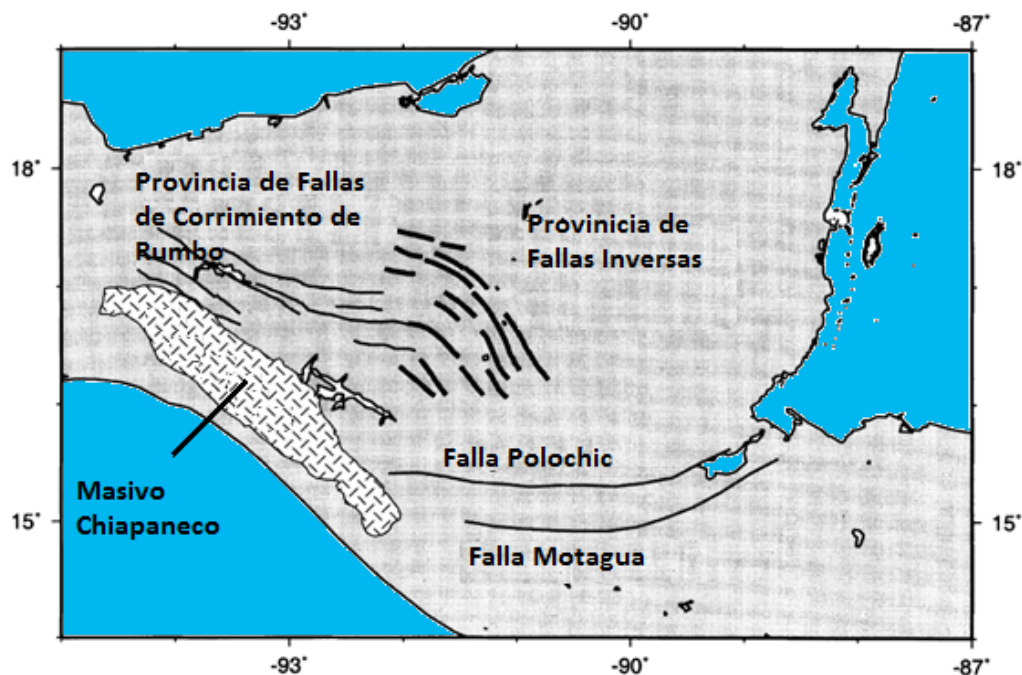 -93°
-90°
-87°
18°
18°
Provincia de Fallas
de Corrimiento de
Rumbo
Provinicia de
Fallas Inversas
Falla Polochic
Masivo
Chiapaneco
15°
15°
Falla Motagua
-93°
-90°
-87°